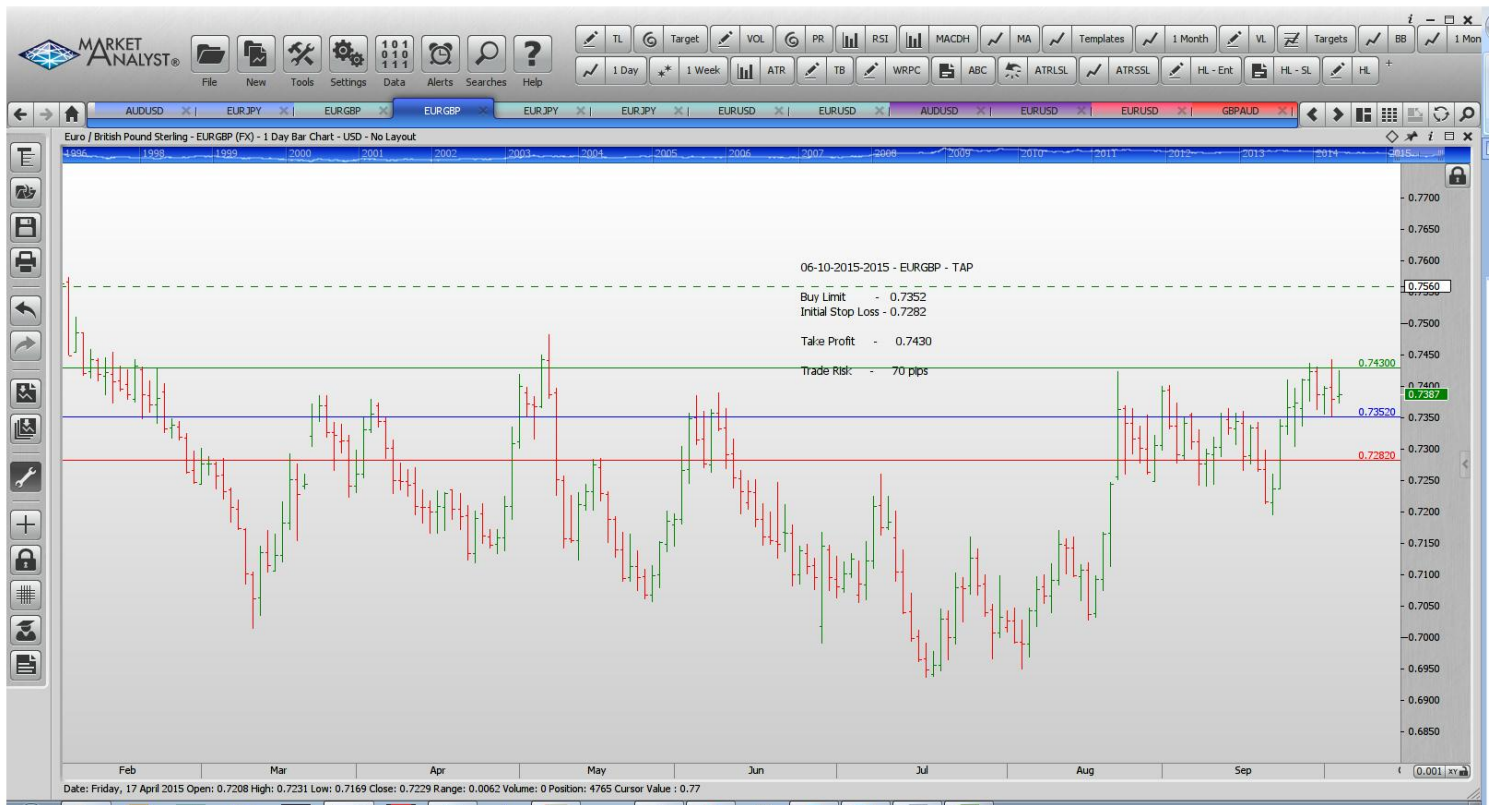 i
MARKET
ANALYST®
File New Tools Settings Data Alerts Searches Help
TL Target VOL PR RSI MACDH MA Templates 1 Month VL Targets BB 1 Mon
1 Day 1 Week ATR TB WRPC ABC ATRLSL ATRSSL HL - Ent HL - SL HL +
AUDUSD EURJPY EURGBP EURGBP EURJPY EURJPY EURUSD EURUSD AUDUSD EURUSD EURUSD GBPAUD
Euro / British Pound Sterling - EURGBP (FX) - 1 Day Bar Chart - USD - No Layout
1996 1998 1999 2000 2001 2002 2003 2004 2005 2006 2007 2008 2009 2010 2011 2012 2013 2014 2015
0.7700
0.7650
06-10-2015-2015 - EURGBP - TAP
0.7600
0.7560
Buy Limit - 0.7352
Initial Stop Loss - 0.7282
0.7500
Take Profit - 0.7430
0.7450
0.74300
Trade Risk - 70 pips
0.7400
0.7387
0.73520
0.7350
0.7300
0.72820
0.7250
0.7200
0.7150
0.7100
0.7050
0.7000
0.6950
0.6900
0.6850
Feb Mar Apr May Jun Jul Aug Sep
0.001 XY
Date: Friday, 17 April 2015 Open: 0.7208 High: 0.7231 Low: 0.7169 Close: 0.7229 Range: 0.0062 Volume: 0 Position: 4765 Cursor Value : 0.77